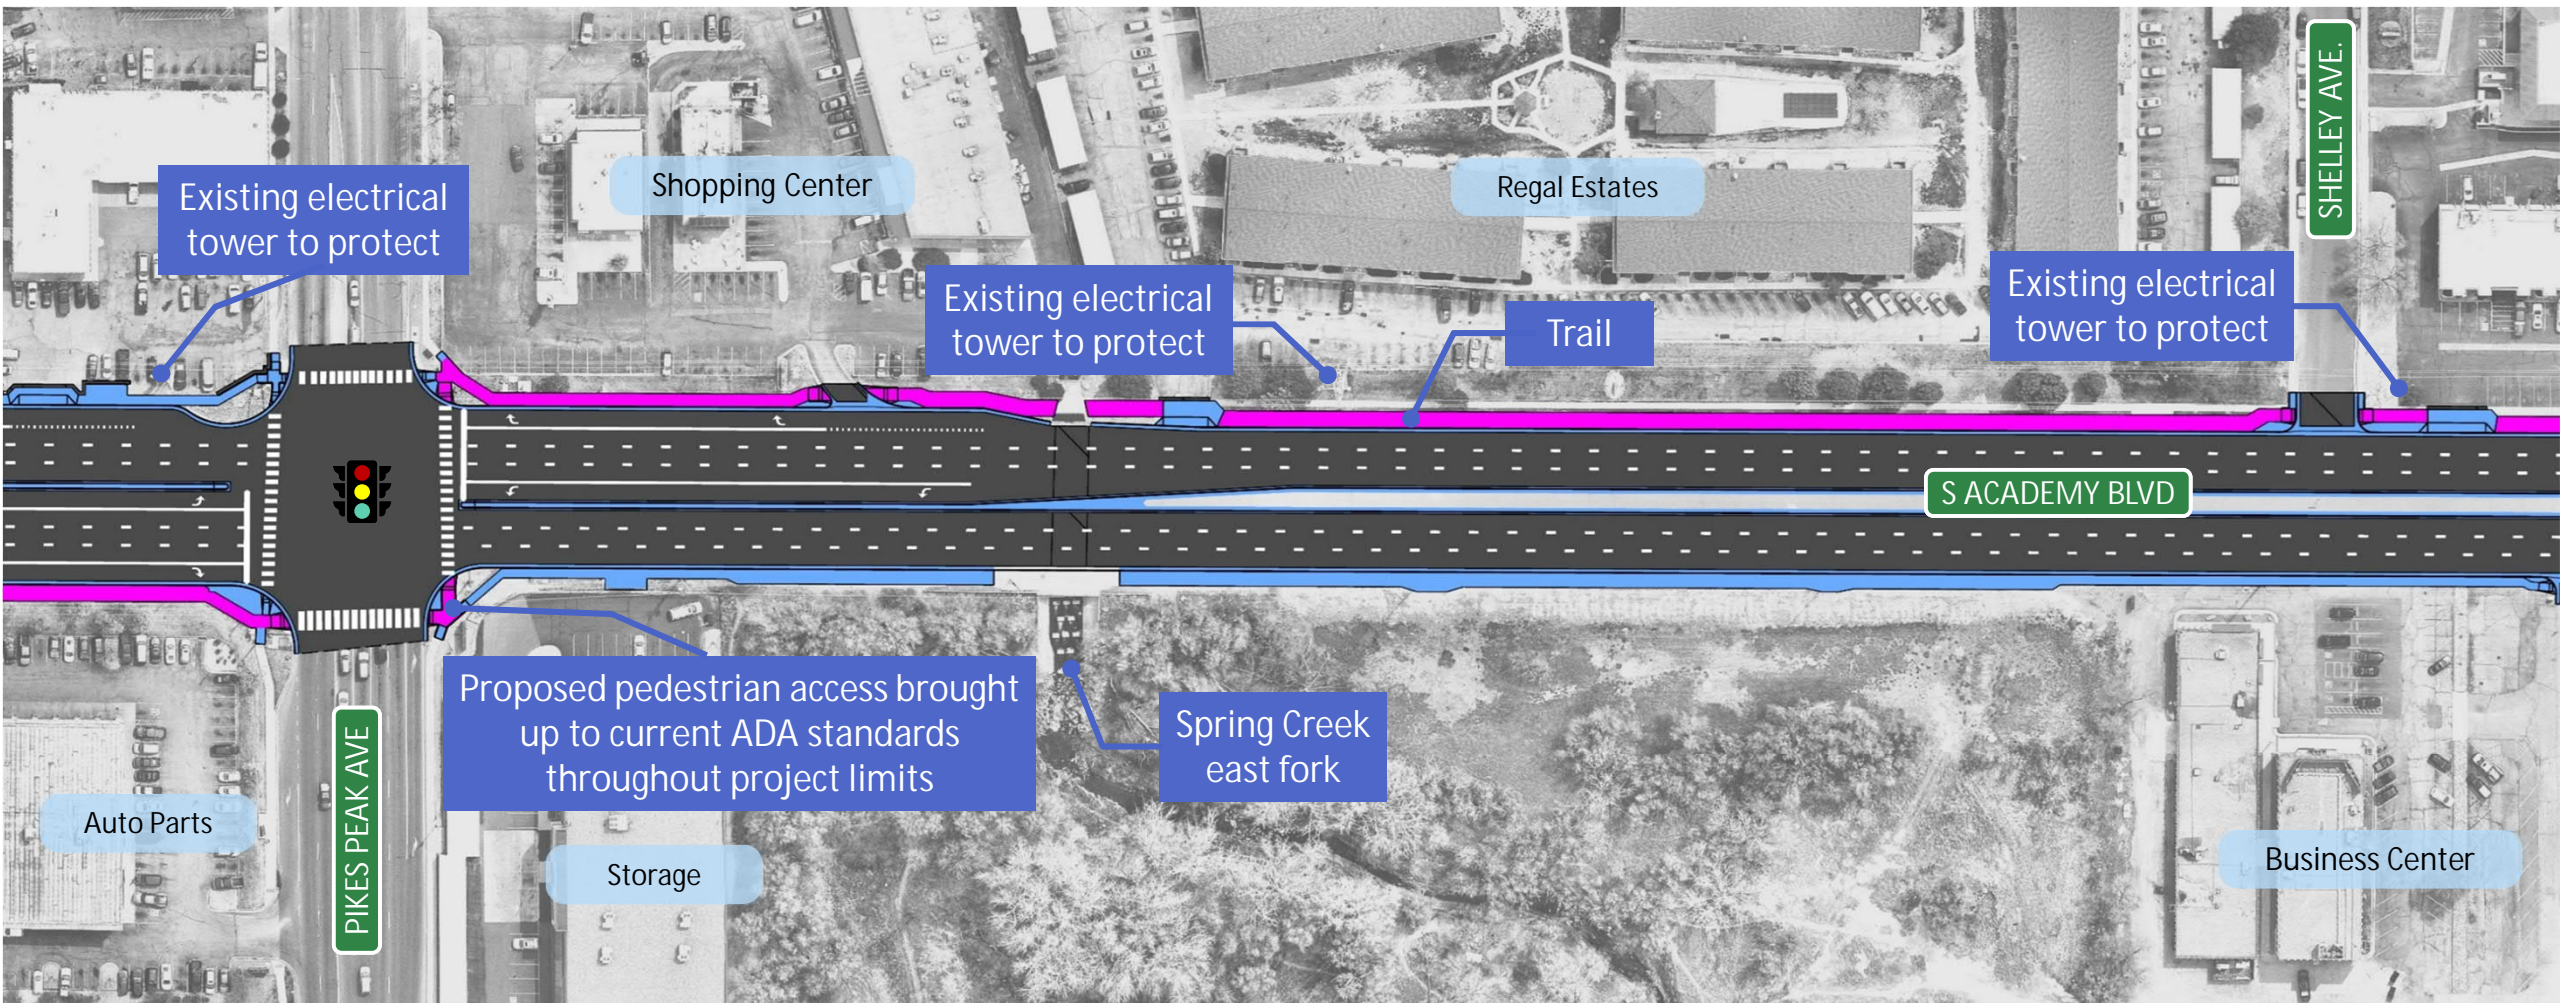 Existing electrical
tower to protect
Shopping Center
Regal Estates
SHELLEY AVE.
Existing electrical
tower to protect
Trail
Existing electrical
tower to protect
S ACADEMY BLVD
Proposed pedestrian access brought
up to current ADA standards
throughout project limits
Spring Creek
east fork
PIKES PEAK AVE
Auto Parts
Storage
Business Center